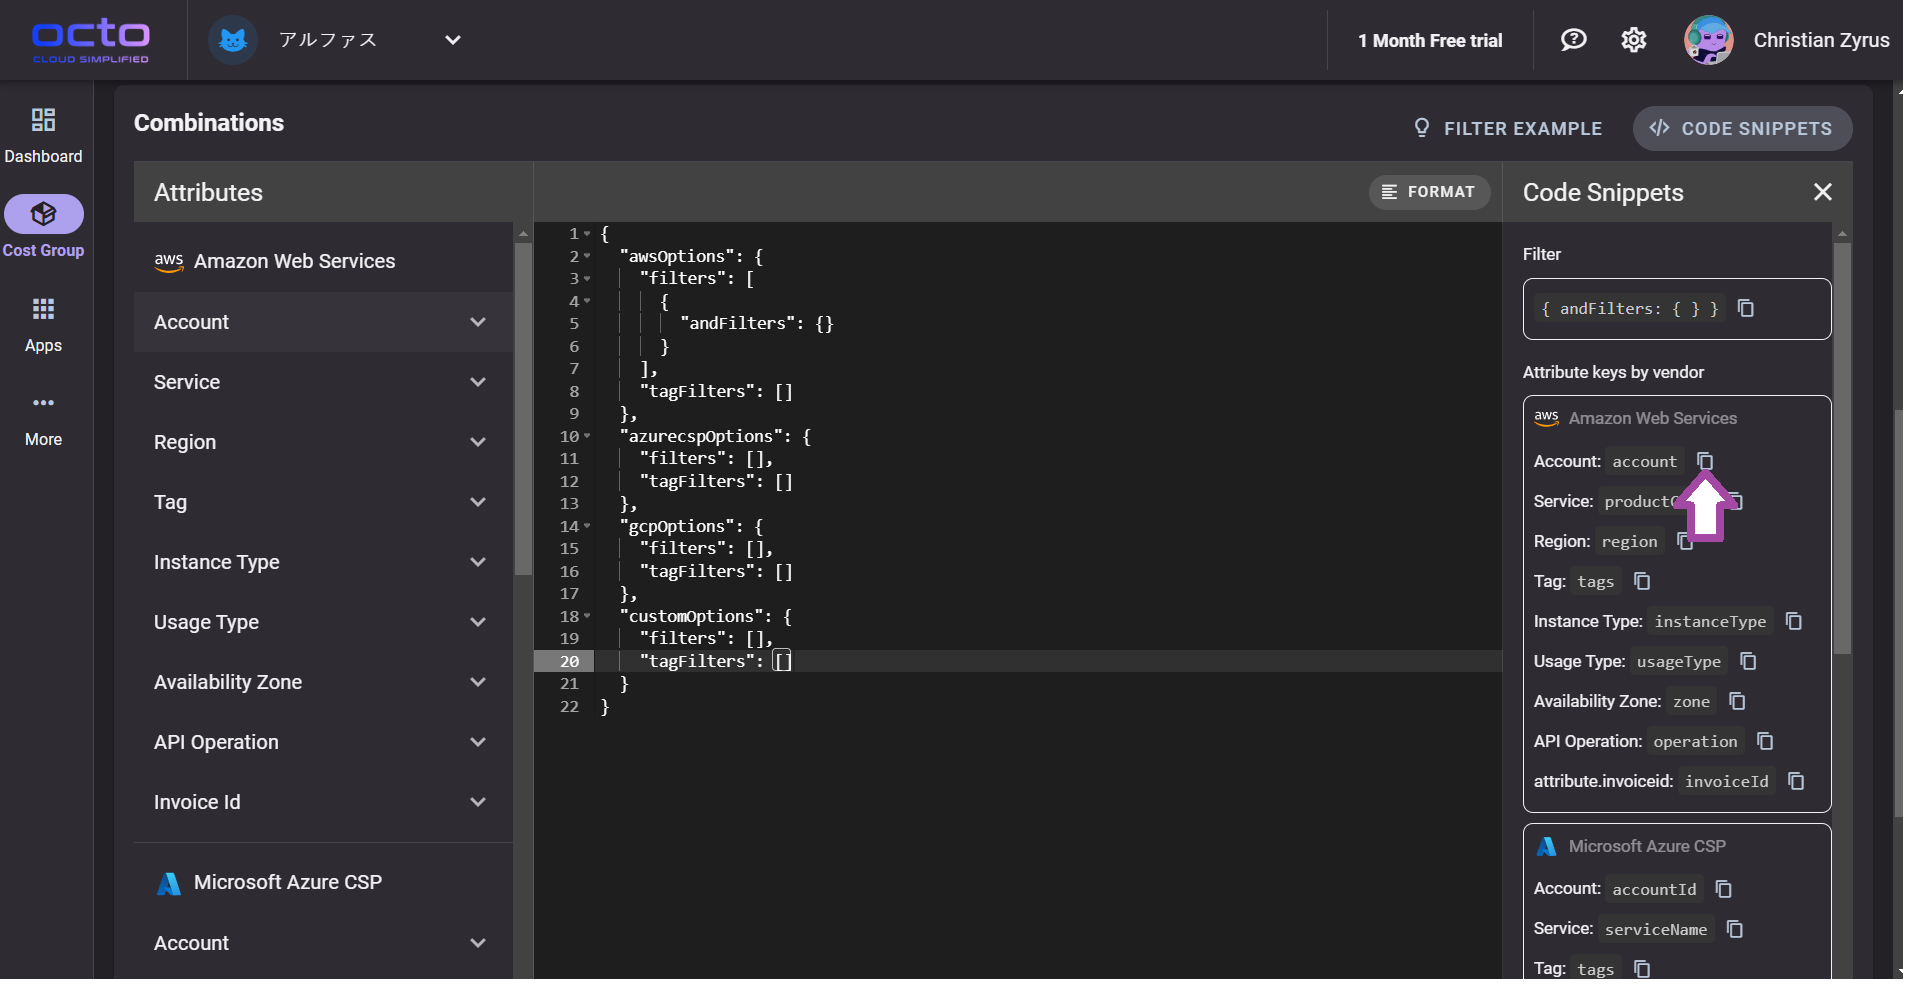 octo
CLOUD SIMPLIFIED
アルファス
1 Month Free trial
Christian Zyrus
Dashboard
Cost Group
Apps
More
Combinations
FILTER EXAMPLE
</> CODE SNIPPETS
Attributes
aws Amazon Web Services
Account
Service
Region
Tag
Instance Type
Usage Type
Availability Zone
API Operation
Invoice Id
Microsoft Azure CSP
Account
FORMAT
1 {
2 "awsOptions": {
3 "filters": [
4 {
5 "andFilters": {}
6 }
7 ],
8 "tagFilters": []
9 },
10 "azurecspOptions": {
11 "filters": [],
12 "tagFilters": []
13 },
14 "gcpOptions": {
15 "filters": [],
16 "tagFilters": []
17 },
18 "customOptions": {
19 "filters": [],
20 "tagFilters": []
21 }
22 }
Code Snippets
Filter
{ andFilters: { } }
Attribute keys by vendor
aws Amazon Web Services
Account: account
Service:
Region: region
Tag: tags
Instance Type: instanceType
Usage Type: usageType
Availability Zone: zone
API Operation: operation
attribute.invoiceid: invoiceId
Microsoft Azure CSP
Account: accountId
Service: serviceName
Tag: tags